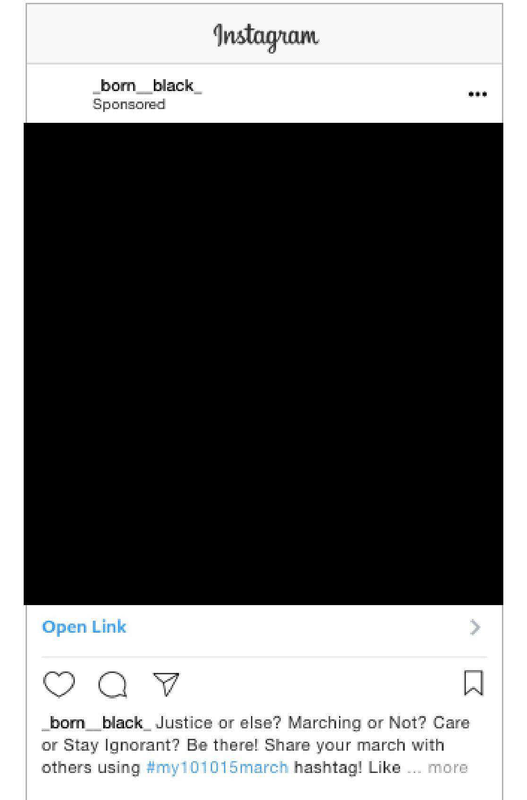 Instagram
_born__black_
Sponsored
Open Link
_born__black_ Justice or else? Marching or Not? Care
or Stay Ignorant? Be there! Share your march with
others using #my101015march hashtag! Like ... more